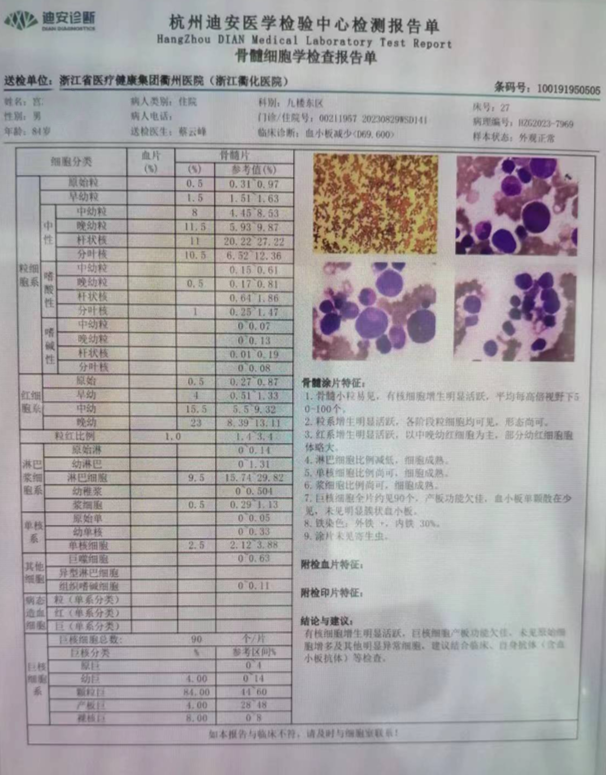 迪安诊断
DIAN DIAGNOSTICS
杭州迪安医学检验中心检测报告单
HangZhou DIAN Medical Laboratory Test Report
骨髓细胞学检查报告单
送检单位：浙江省医疗健康集团衢州医院（浙江衢化医院）
条码号：100191950505
姓名：宫
病人类别：住院
科别：九楼东区
床号：27
性别：男
病人电话：
门诊/住院号：00211957 20230829WSD141
病理编号：HZG2023-7969
年龄：84岁
送检医生：蔡云峰
临床诊断：血小板减少(D69.600)
样本状态：外观正常
细胞分类 血片(%) 骨髓片
(%) 参考值(%)
粒细胞系
原始粒 0.5 0.31~0.97
早幼粒 1.5 1.51~1.63
中性
中幼粒 8 4.45~8.53
晚幼粒 11.5 5.93~9.87
杆状核 11 20.22~27.22
分叶核 10.5 6.52~12.36
嗜酸性
中幼粒 0.15~0.61
晚幼粒 0.5 0.17~0.81
杆状核 0.64~1.86
分叶核 1 0.25~1.47
嗜碱性
中幼粒 0~0.07
晚幼粒 0~0.13
杆状核 0.01~0.19
分叶核 0~0.08
红细胞系
原始 0.5 0.27~0.87
早幼 4 0.51~1.33
中幼 15.5 5.5~9.32
晚幼 23 8.39~13.11
粒红比例 1.0 1.4~3.4
淋巴浆细胞系
原始淋 0~0.14
幼淋巴 0~1.31
淋巴细胞 9.5 15.74~29.82
幼稚浆 0~0.504
浆细胞 0.5 0.29~1.13
单核系
原始单 0~0.05
幼单核 0~0.33
单核细胞 2.5 2.12~3.88
其他细胞
巨噬细胞 0~0.63
异型淋巴细胞
组织嗜碱细胞 0~0.11
病态造血细胞
粒（单系分类）
红（单系分类）
巨（单系分类）
巨核细胞系
巨核细胞总数： 90 个/片
巨核分类 % 参考区间%
原巨 0~4
幼巨 4.00 0~14
颗粒巨 84.00 44~60
产板巨 4.00 28~48
裸核巨 8.00 0~8
骨髓涂片特征：
1.骨髓小粒易见，有核细胞增生明显活跃，平均每高倍视野下50-100个。
2.粒系增生明显活跃，各阶段粒细胞均可见，形态尚可。
3.红系增生明显活跃，以中晚幼红细胞为主，部分幼红细胞胞体略大。
4.淋巴细胞比例减低，细胞成熟。
5.单核细胞比例尚可，细胞成熟。
6.浆细胞比例尚可，细胞成熟。
7.巨核细胞全片约见90个，产板功能欠佳，血小板单颗散在少见，未见明显簇状血小板。
8.铁染色：外铁 +，内铁 30%。
9.涂片未见寄生虫。
附检血片特征：
附检印片特征：
结论与建议：
有核细胞增生明显活跃，巨核细胞产板功能欠佳，未见原始细胞增多及其他明显异常细胞，建议结合临床、自身抗体（含血小板抗体）等检查。
如本报告与临床不符，请及时与细胞室联系！